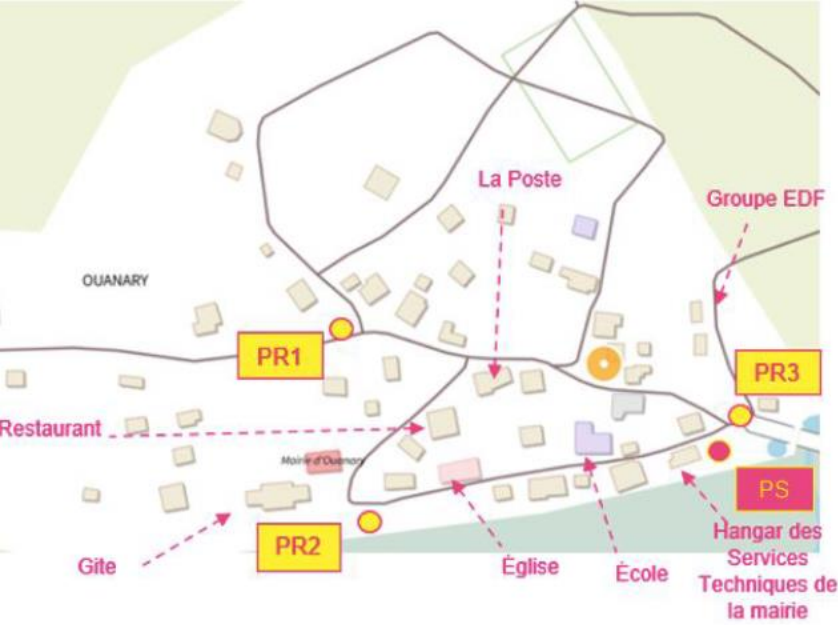 La Poste
Groupe EDF
OUANARY
PR1
PR3
Restaurant
Mairie d'Ouanary
PS
PR2
Gîte
Église
École
Hangar des
Services
Techniques de
la mairie